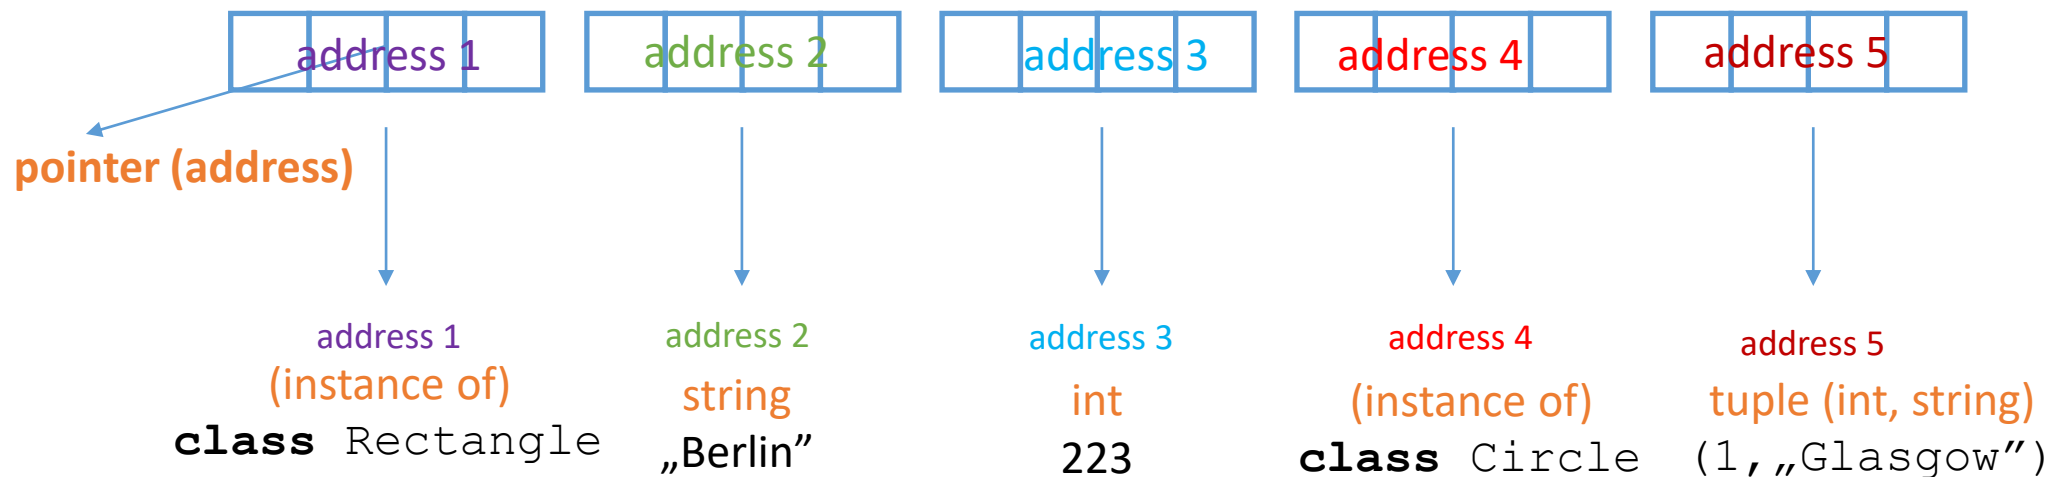 address 1 address 2 address 3 address 4 address 5
pointer (address)
address 1 address 2 address 3 address 4 address 5
(instance of) string int (instance of) tuple (int, string)
class Rectangle „Berlin” 223 class Circle (1,„Glasgow”)